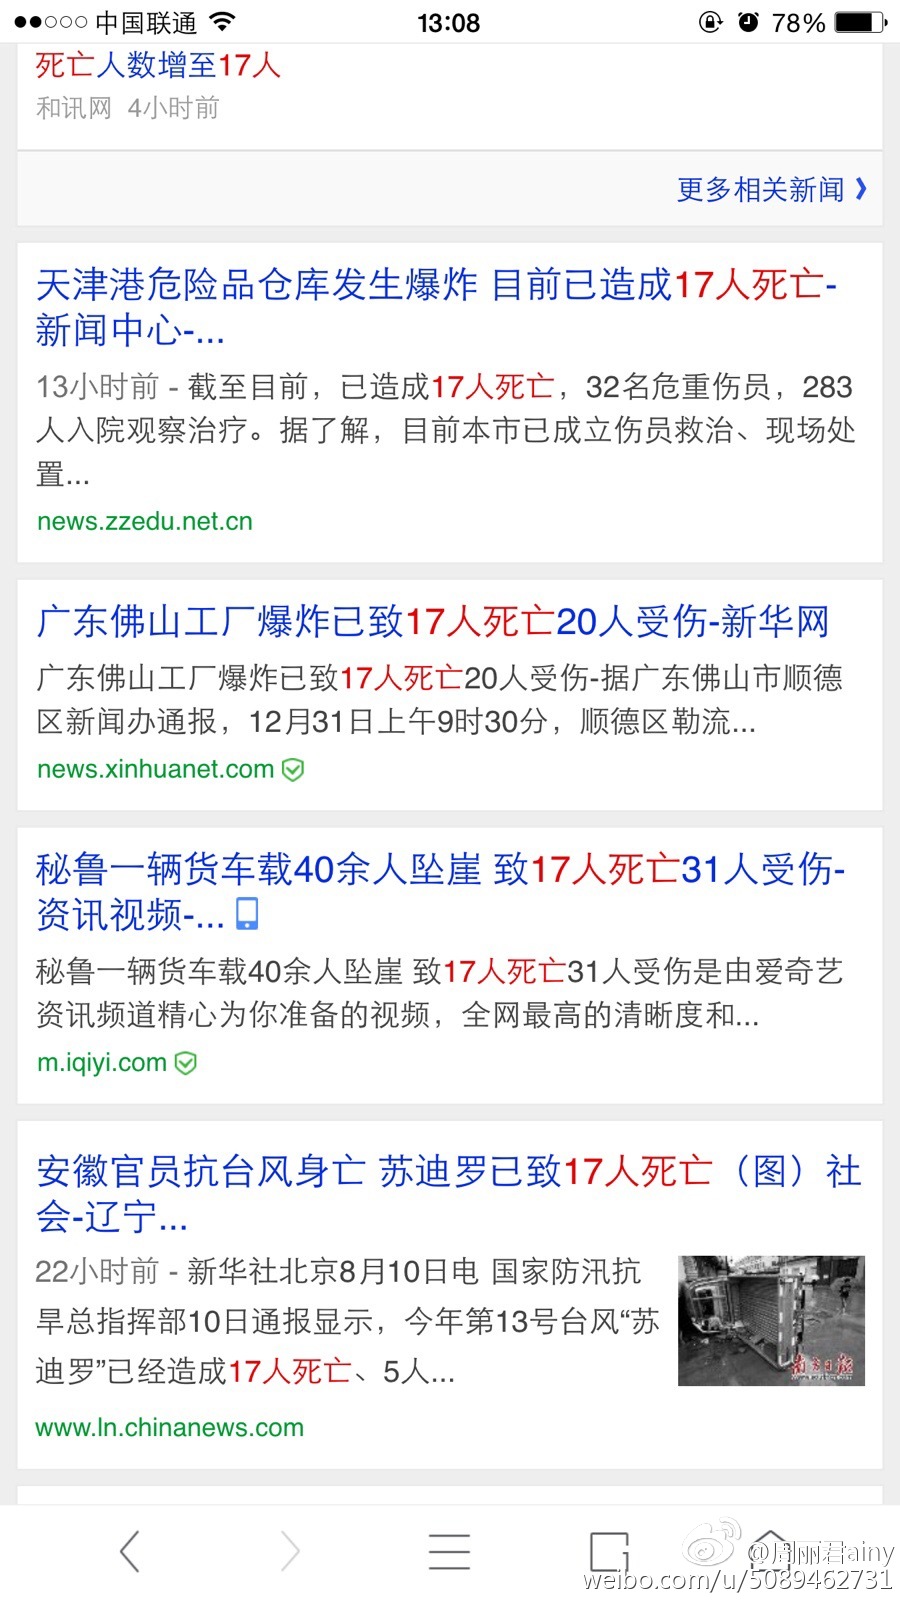 中国联通 13:08 78%
死亡人数增至17人
和讯网 4小时前
更多相关新闻
天津港危险品仓库发生爆炸 目前已造成17人死亡-
新闻中心-...
13小时前 - 截至目前，已造成17人死亡，32名危重伤员，283
人入院观察治疗。据了解，目前本市已成立伤员救治、现场处
置...
news.zzedu.net.cn
广东佛山工厂爆炸已致17人死亡20人受伤-新华网
广东佛山工厂爆炸已致17人死亡20人受伤-据广东佛山市顺德
区新闻办通报，12月31日上午9时30分，顺德区勒流...
news.xinhuanet.com
秘鲁一辆货车载40余人坠崖 致17人死亡31人受伤-
资讯视频-...
秘鲁一辆货车载40余人坠崖 致17人死亡31人受伤是由爱奇艺
资讯频道精心为你准备的视频，全网最高的清晰度和...
m.iqiyi.com
安徽官员抗台风身亡 苏迪罗已致17人死亡（图）社
会-辽宁...
22小时前 - 新华社北京8月10日电 国家防汛抗
旱总指挥部10日通报显示，今年第13号台风“苏
迪罗”已经造成17人死亡、5人...
南方日报
www.ln.chinanews.com
@周丽君ainy
weibo.com/u/5089462731